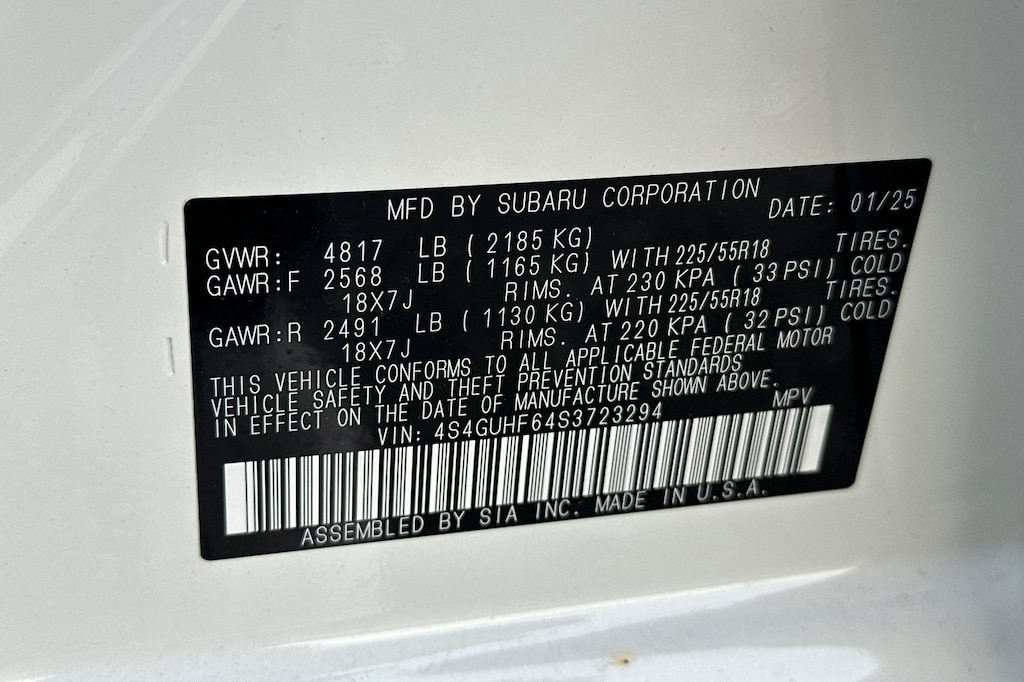 MFD BY SUBARU CORPORATION DATE: 01/25
GVWR: 4817 LB ( 2185 KG)
GAWR:F 2568 LB ( 1165 KG) WITH 225/55R18 TIRES.
18X7J RIMS. AT 230 KPA ( 33 PSI) COLD
GAWR:R 2491 LB ( 1130 KG) WITH 225/55R18 TIRES.
18X7J RIMS. AT 220 KPA ( 32 PSI) COLD
THIS VEHICLE CONFORMS TO ALL APPLICABLE FEDERAL MOTOR
VEHICLE SAFETY AND THEFT PREVENTION STANDARDS
IN EFFECT ON THE DATE OF MANUFACTURE SHOWN ABOVE.
VIN: 4S4GUHF64S3723294 MPV
ASSEMBLED BY SIA INC. MADE IN U.S.A.